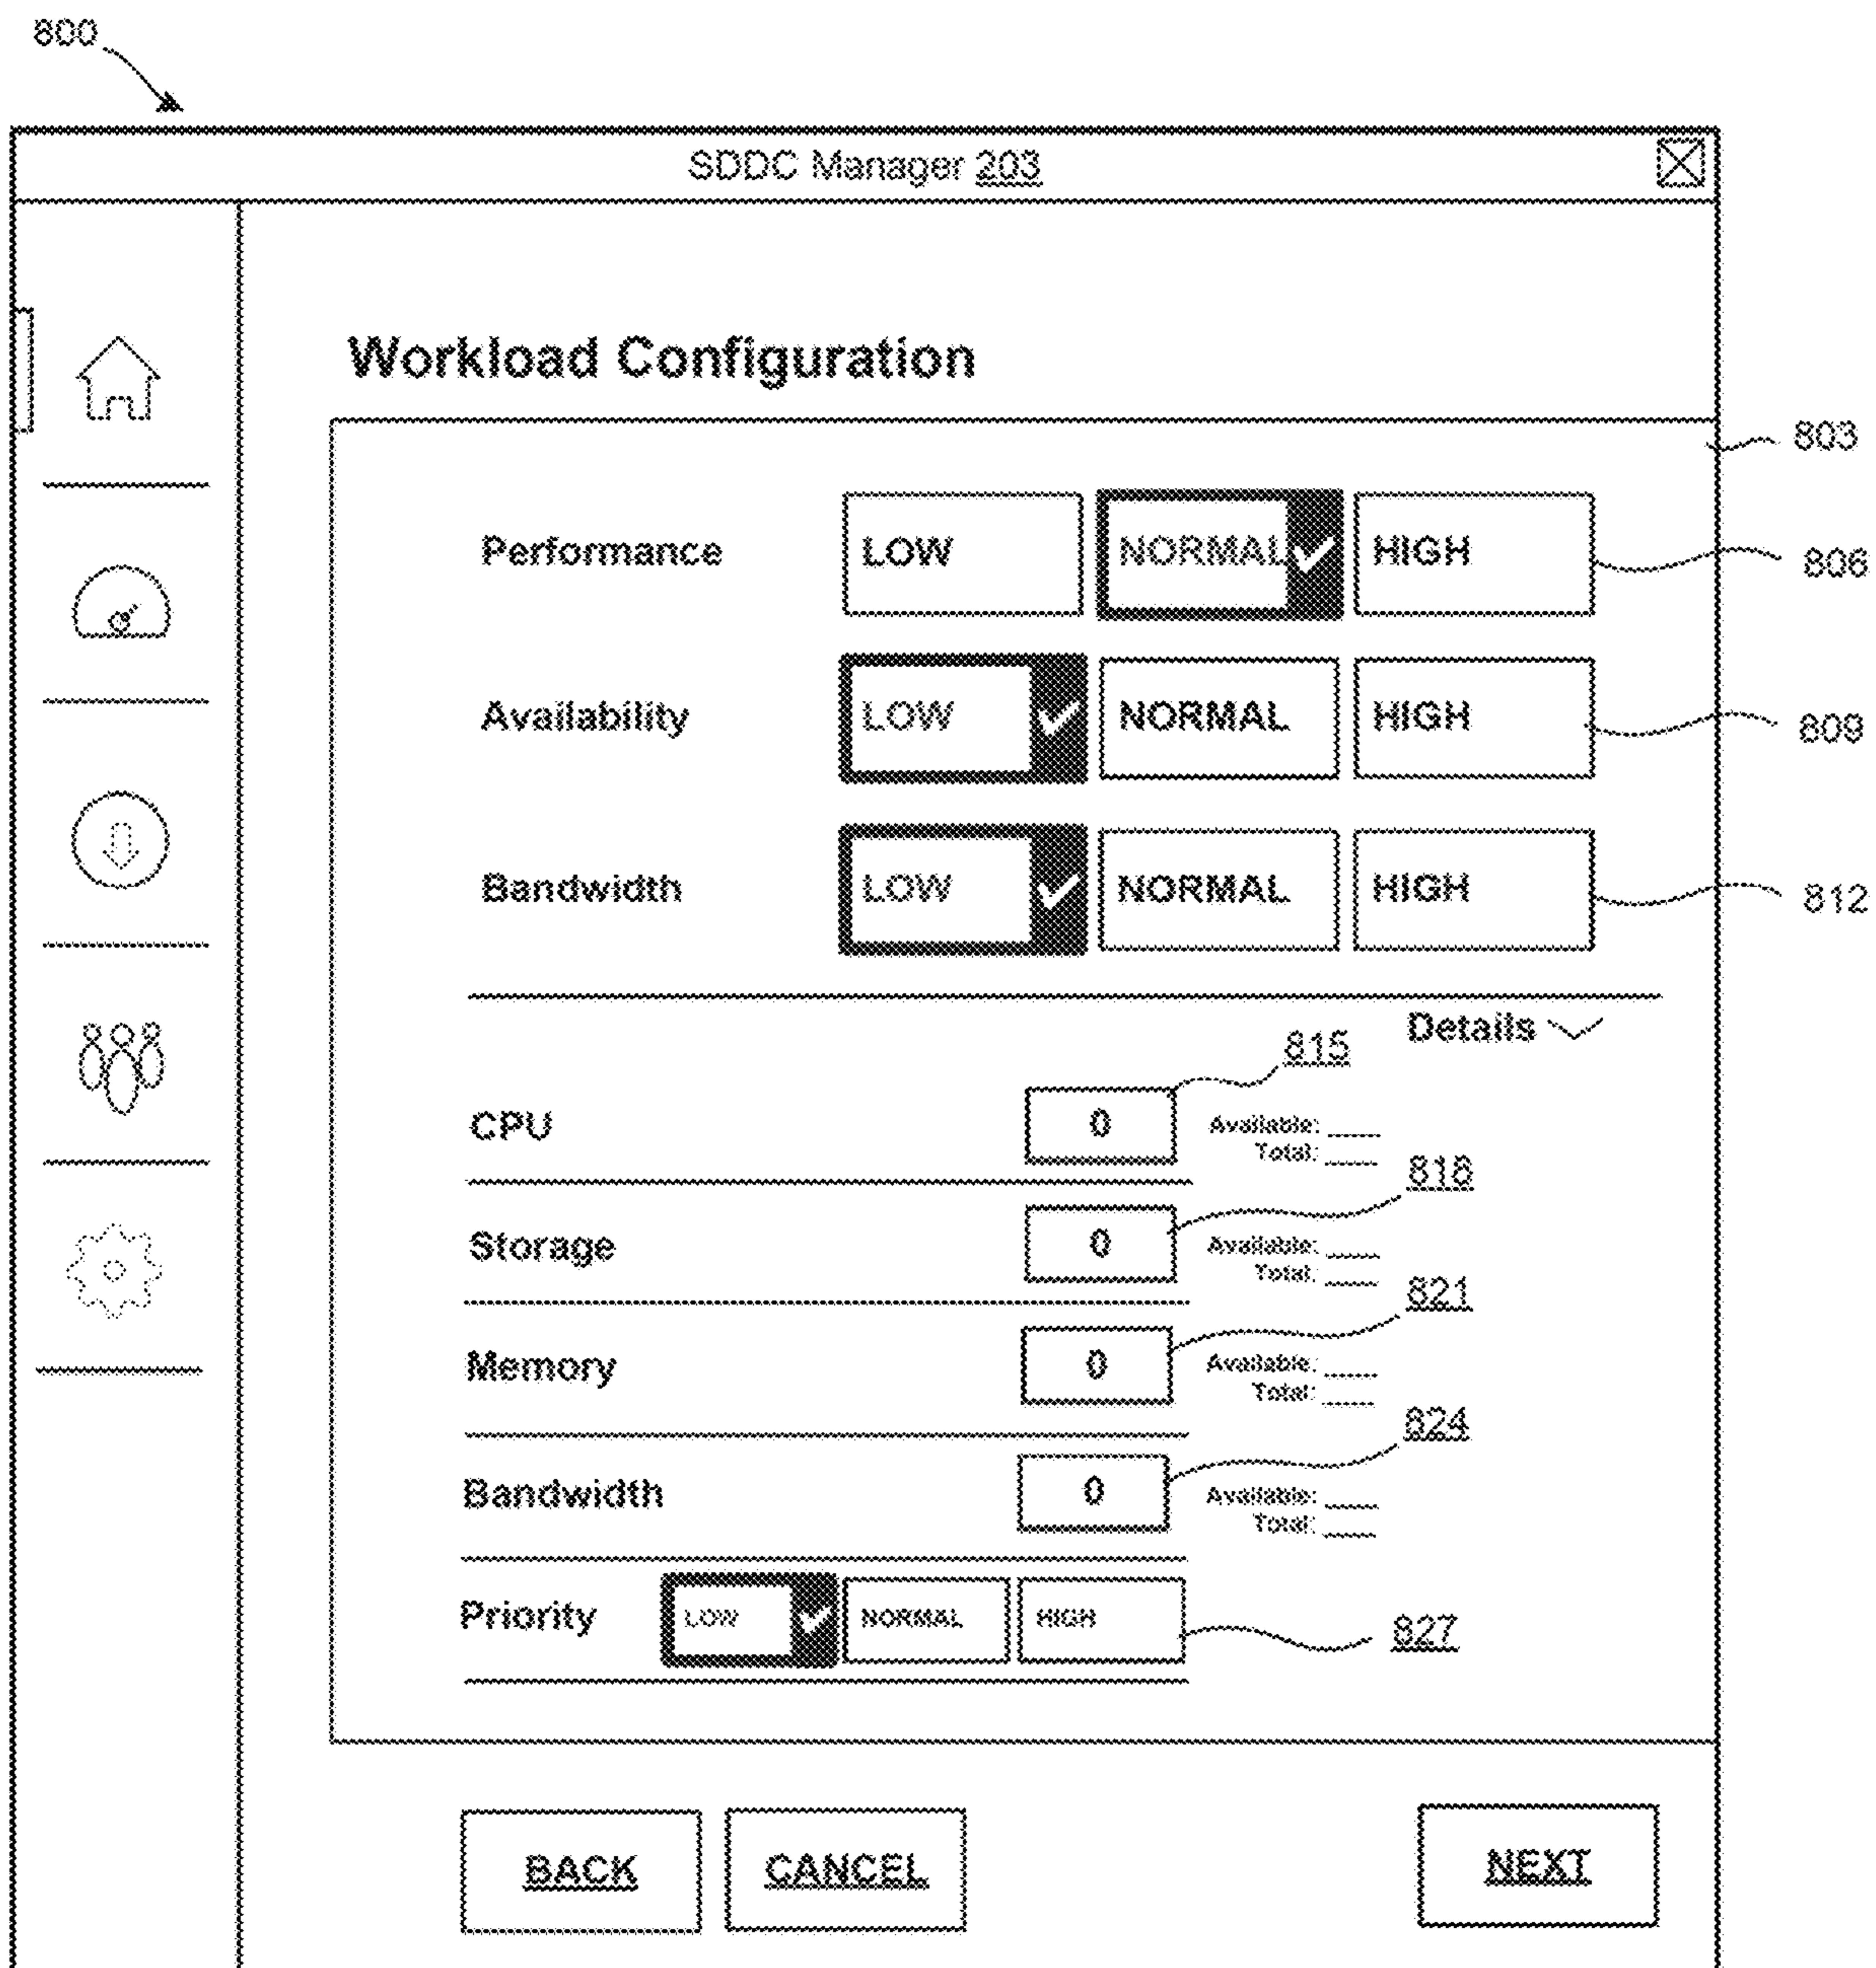 800
SDDC Manager 203
Workload Configuration
803
Performance LOW NORMAL HIGH 806
Availability LOW NORMAL HIGH 809
Bandwidth LOW NORMAL HIGH 812
Details
815
CPU 0 Available:
Total:
818
Storage 0 Available:
Total:
821
Memory 0 Available:
Total:
824
Bandwidth 0 Available:
Total:
Priority LOW NORMAL HIGH 827
BACK CANCEL NEXT